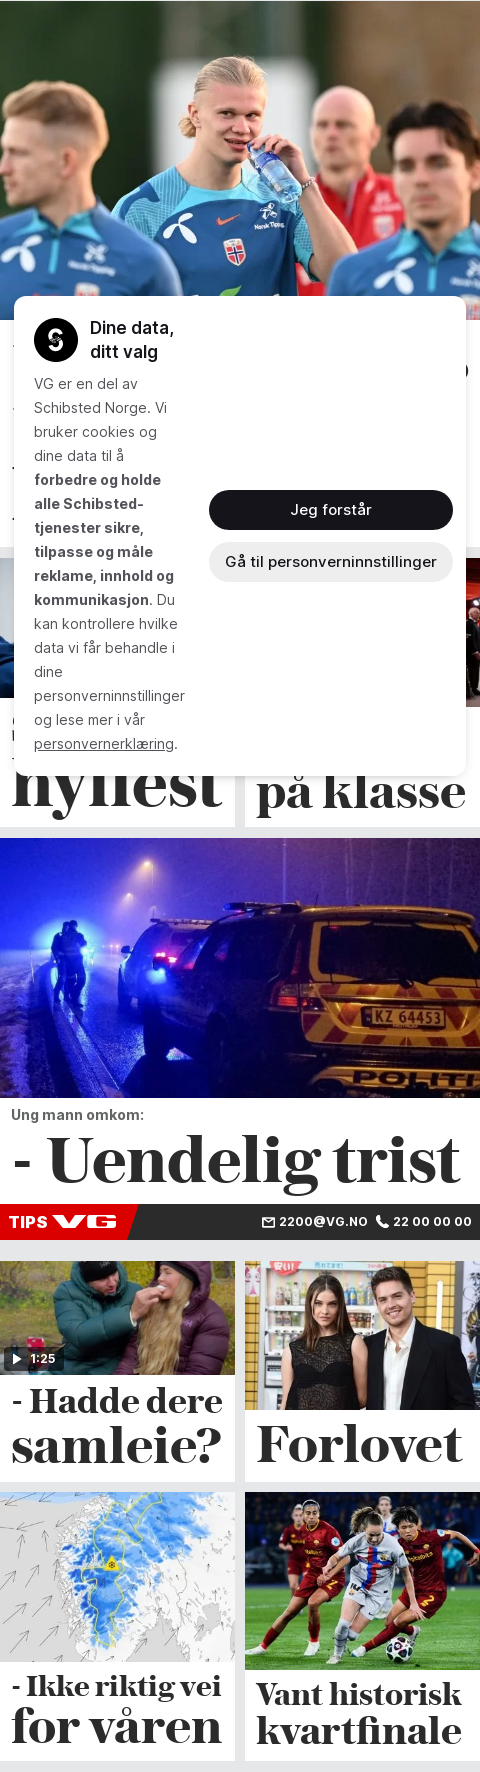 Norsk Tipping
Dine data,
ditt valg
VG er en del av
Schibsted Norge. Vi
bruker cookies og
dine data til å
forbedre og holde
alle Schibsted-
tjenester sikre,
tilpasse og måle
reklame, innhold og
kommunikasjon. Du
kan kontrollere hvilke
data vi får behandle i
dine
personverninnstillinger
og lese mer i vår
personvernerklæring.
Jeg forstår
Gå til personverninnstillinger
hyllest
på klasse
KZ 64453
POLITI
Ung mann omkom:
- Uendelig trist
TIPS VG
2200@VG.NO 22 00 00 00
1:25
- Hadde dere
samleie?
Forlovet
- Ikke riktig vei
for våren
Vant historisk
kvartfinale